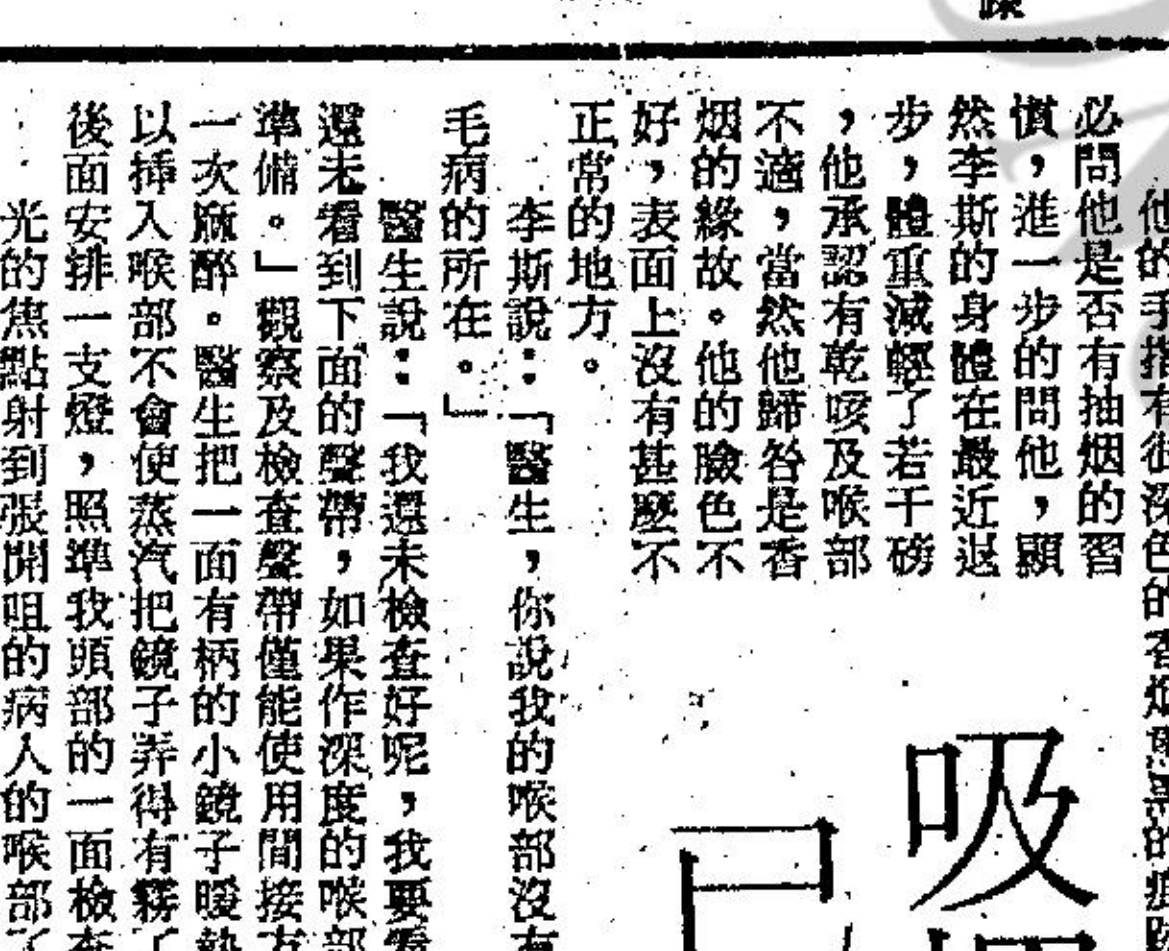 他的手指有很深色的香烟熏黑的痕
必問他是否有抽烟的習
慣，進一步的問他，顯
然李斯的身體在最近退
步，體重減輕了若干磅
，他承認有乾咳及喉部
不適，當然他歸咎是香
烟的緣故。他的臉色不
好，表面上沒有甚麼不
正常的地方。
李斯說：「醫生，你說我的喉部沒有
毛病的所在。」
醫生說：「我還未檢查好呢，我要看
還未看到下面的聲帶，如果作深度的喉部
準備。」觀察及檢查聲帶僅能使用間接方
一次麻醉。醫生把一面有柄的小鏡子暖熱
以挿入喉部不會使蒸汽把鏡子弄得有霧了
後面安排一支燈，照準我頭部的一面檢查
光的焦點射到張開咀的病人的喉部了
吸
已